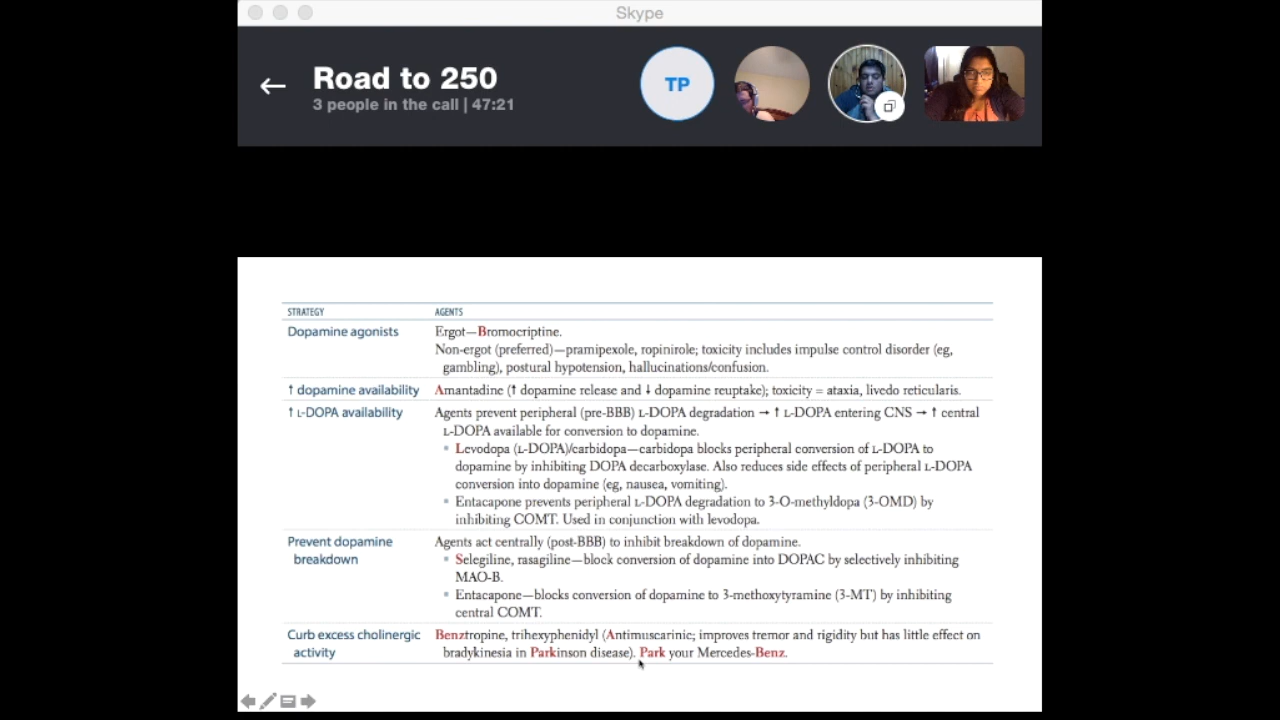 Skype
Road to 250
3 people in the call | 47:21
TP
STRATEGY AGENTS
Dopamine agonists Ergot—Bromocriptine.
Non-ergot (preferred)—pramipexole, ropinirole; toxicity includes impulse control disorder (eg,
gambling), postural hypotension, hallucinations/confusion.
↑ dopamine availability Amantadine (↑ dopamine release and ↓ dopamine reuptake); toxicity = ataxia, livedo reticularis.
↑ L-DOPA availability Agents prevent peripheral (pre-BBB) L-DOPA degradation → ↑ L-DOPA entering CNS → ↑ central
L-DOPA available for conversion to dopamine.
▪ Levodopa (L-DOPA)/carbidopa—carbidopa blocks peripheral conversion of L-DOPA to
dopamine by inhibiting DOPA decarboxylase. Also reduces side effects of peripheral L-DOPA
conversion into dopamine (eg, nausea, vomiting).
▪ Entacapone prevents peripheral L-DOPA degradation to 3-O-methyldopa (3-OMD) by
inhibiting COMT. Used in conjunction with levodopa.
Prevent dopamine Agents act centrally (post-BBB) to inhibit breakdown of dopamine.
breakdown ▪ Selegiline, rasagiline—block conversion of dopamine into DOPAC by selectively inhibiting
MAO-B.
▪ Entacapone—blocks conversion of dopamine to 3-methoxytyramine (3-MT) by inhibiting
central COMT.
Curb excess cholinergic Benztropine, trihexyphenidyl (Antimuscarinic; improves tremor and rigidity but has little effect on
activity bradykinesia in Parkinson disease). Park your Mercedes-Benz.